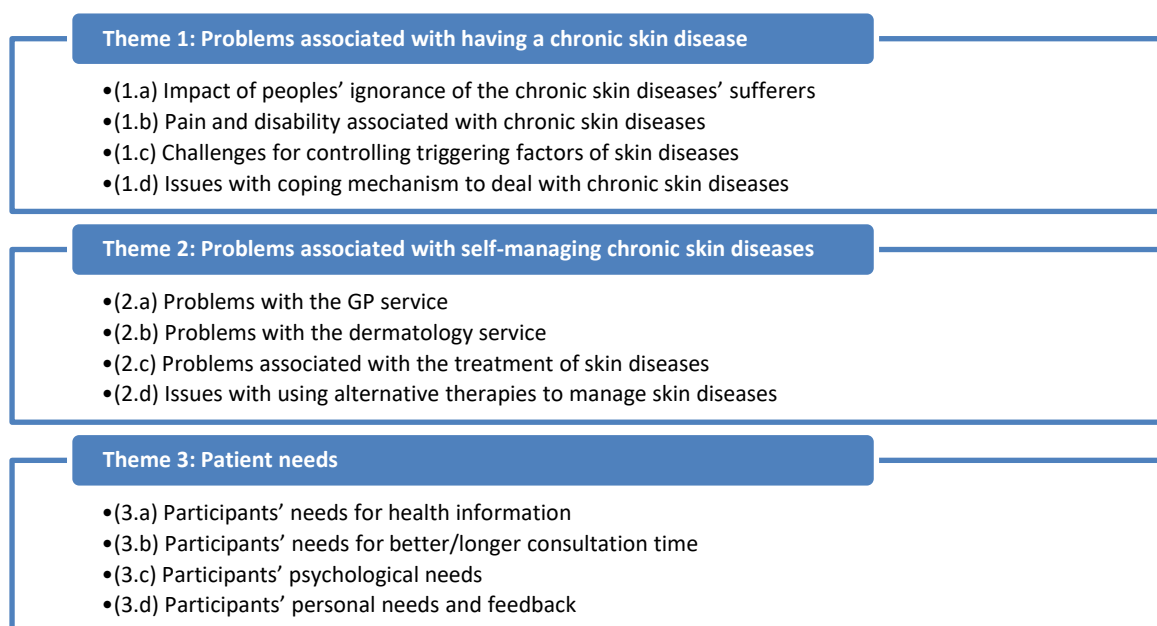 Theme 1: Problems associated with having a chronic skin disease
•(1.a) Impact of peoples’ ignorance of the chronic skin diseases’ sufferers
•(1.b) Pain and disability associated with chronic skin diseases
•(1.c) Challenges for controlling triggering factors of skin diseases
•(1.d) Issues with coping mechanism to deal with chronic skin diseases
Theme 2: Problems associated with self-managing chronic skin diseases
•(2.a) Problems with the GP service
•(2.b) Problems with the dermatology service
•(2.c) Problems associated with the treatment of skin diseases
•(2.d) Issues with using alternative therapies to manage skin diseases
Theme 3: Patient needs
•(3.a) Participants’ needs for health information
•(3.b) Participants’ needs for better/longer consultation time
•(3.c) Participants’ psychological needs
•(3.d) Participants’ personal needs and feedback